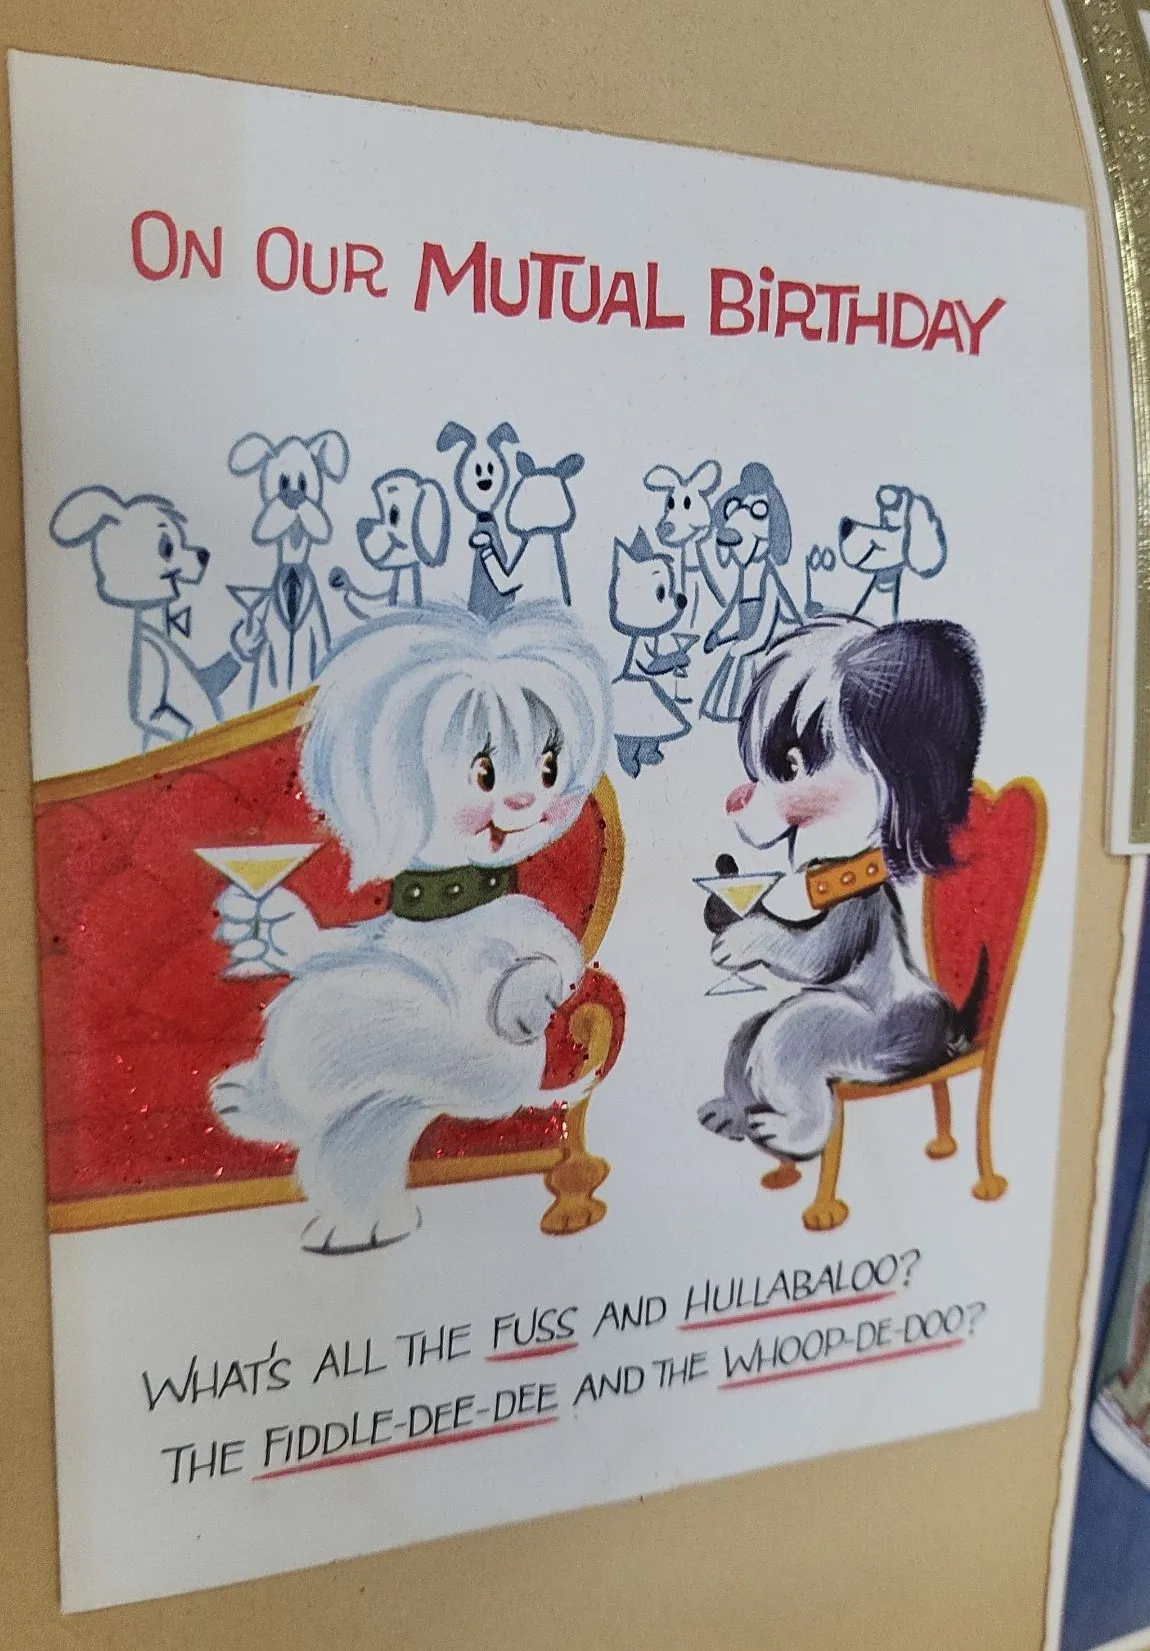 ON OUR MUTUAL BiRTHDAY
WHAT'S ALL THE FUSS AND HULLABALOO?
THE FIDDLE-DEE-DEE AND THE WHOOP-DE-DOO?